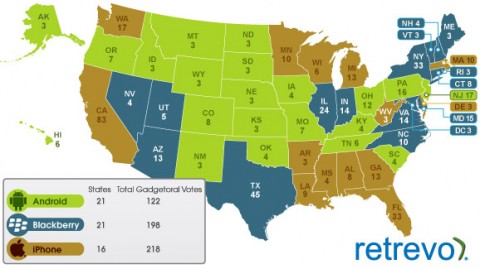 AK
3
WA
17
OR
7
CA
83
HI
6
MT
3
ID
3
WY
3
NV
4
UT
5
AZ
13
CO
8
NM
3
ND
3
SD
3
NE
3
KS
3
OK
4
TX
45
MN
10
IA
4
MO
7
AR
3
LA
9
WI
6
IL
24
MI
13
IN
14
OH
12
KY
4
TN 6
MS
4
AL
8
GA
13
FL
33
SC
4
NC
10
VA
14
WV
3
PA
16
NY
33
NH 4
VT 3
ME
3
MA 10
RI 3
CT 8
NJ 17
DE 3
MD 15
DC 3
States Total Gadgetoral Votes
Android 21 122
Blackberry 21 198
iPhone 16 218
retrevo